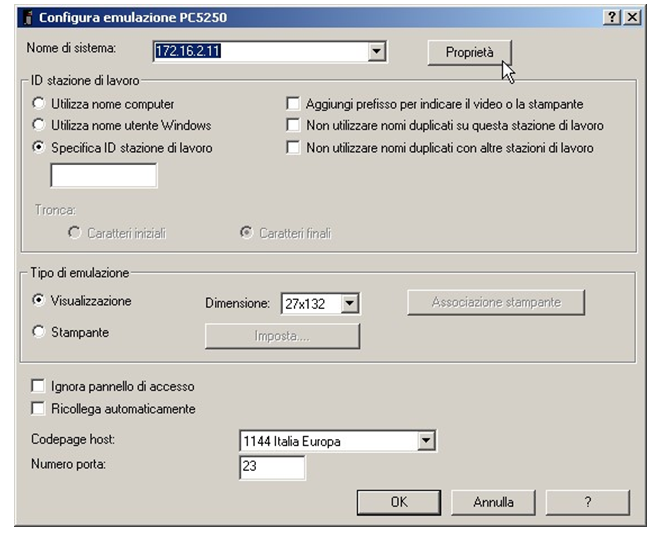 Configura emulazione PC5250
Nome di sistema: 172.16.2.11 Proprietà
ID stazione di lavoro
Utilizza nome computer Aggiungi prefisso per indicare il video o la stampante
Utilizza nome utente Windows Non utilizzare nomi duplicati su questa stazione di lavoro
Specifica ID stazione di lavoro Non utilizzare nomi duplicati con altre stazioni di lavoro
Tronca:
Caratteri iniziali Caratteri finali
Tipo di emulazione
Visualizzazione Dimensione: 27x132 Associazione stampante
Stampante Imposta....
Ignora pannello di accesso
Ricollega automaticamente
Codepage host: 1144 Italia Europa
Numero porta: 23
OK Annulla ?